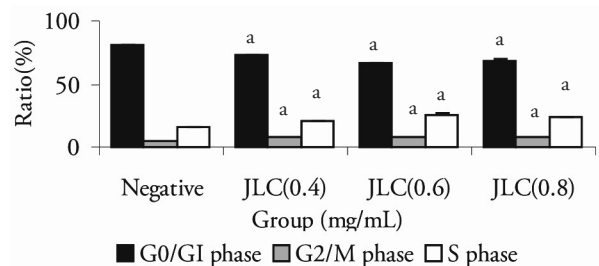 100
a
a
a
a
a
a
a
a
a
50
0
Ratio(%)
Negative
JLC(0.4)
JLC(0.6)
JLC(0.8)
Group (mg/mL)
G0/GI phase
G2/M phase
S phase